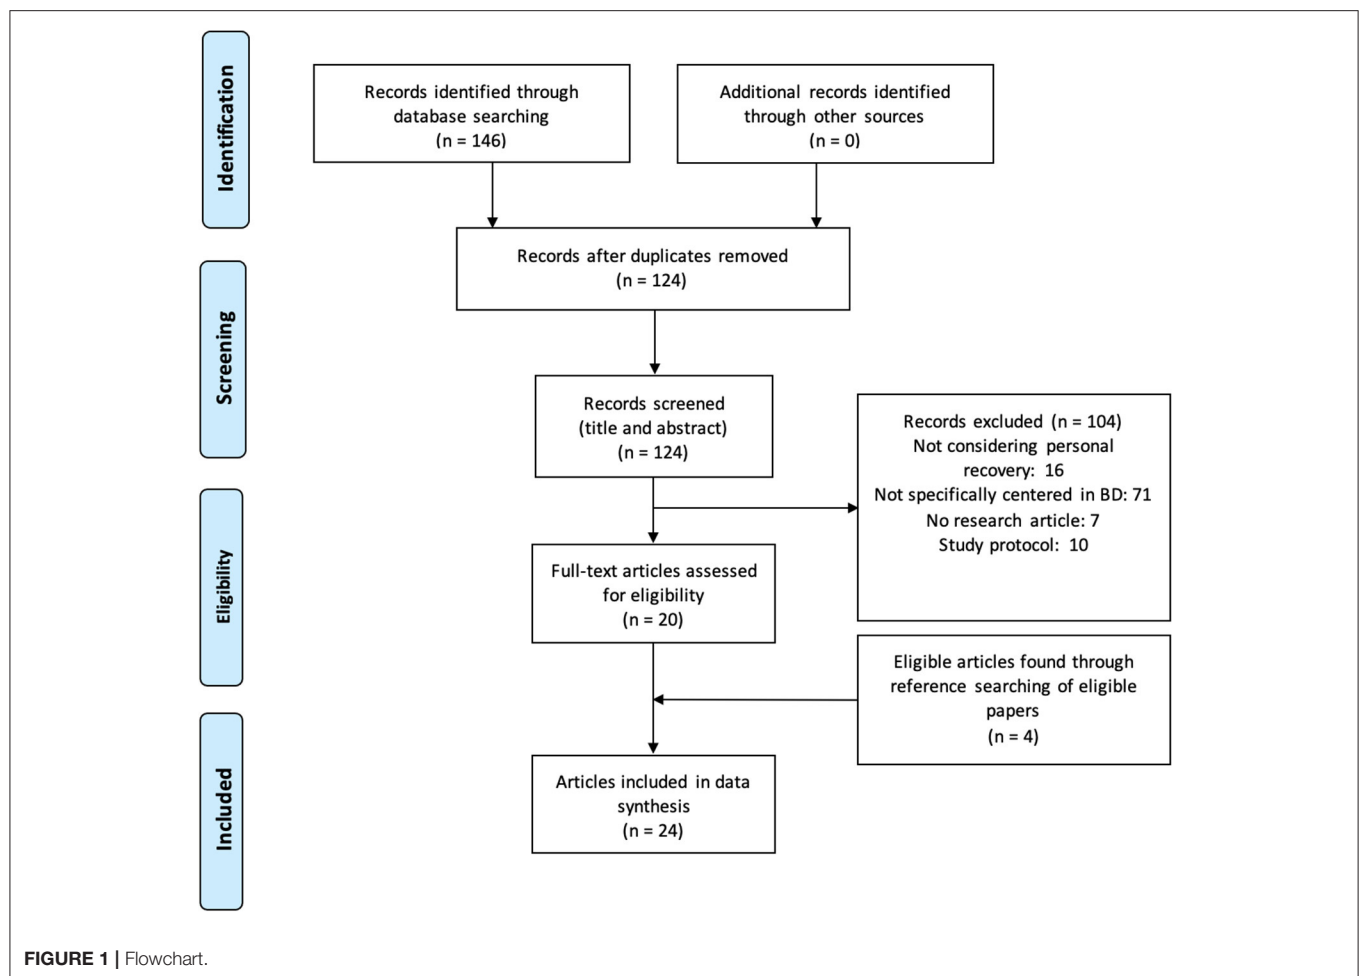 Identification
Records identified through
database searching
(n = 146)
Additional records identified
through other sources
(n = 0)
Records after duplicates removed
(n = 124)
Screening
Records screened
(title and abstract)
(n = 124)
Records excluded (n = 104)
Not considering personal
recovery: 16
Not specifically centered in BD: 71
No research article: 7
Study protocol: 10
Eligibility
Full-text articles assessed
for eligibility
(n = 20)
Eligible articles found through
reference searching of eligible
papers
(n = 4)
Included
Articles included in data
synthesis
(n = 24)
FIGURE 1 | Flowchart.